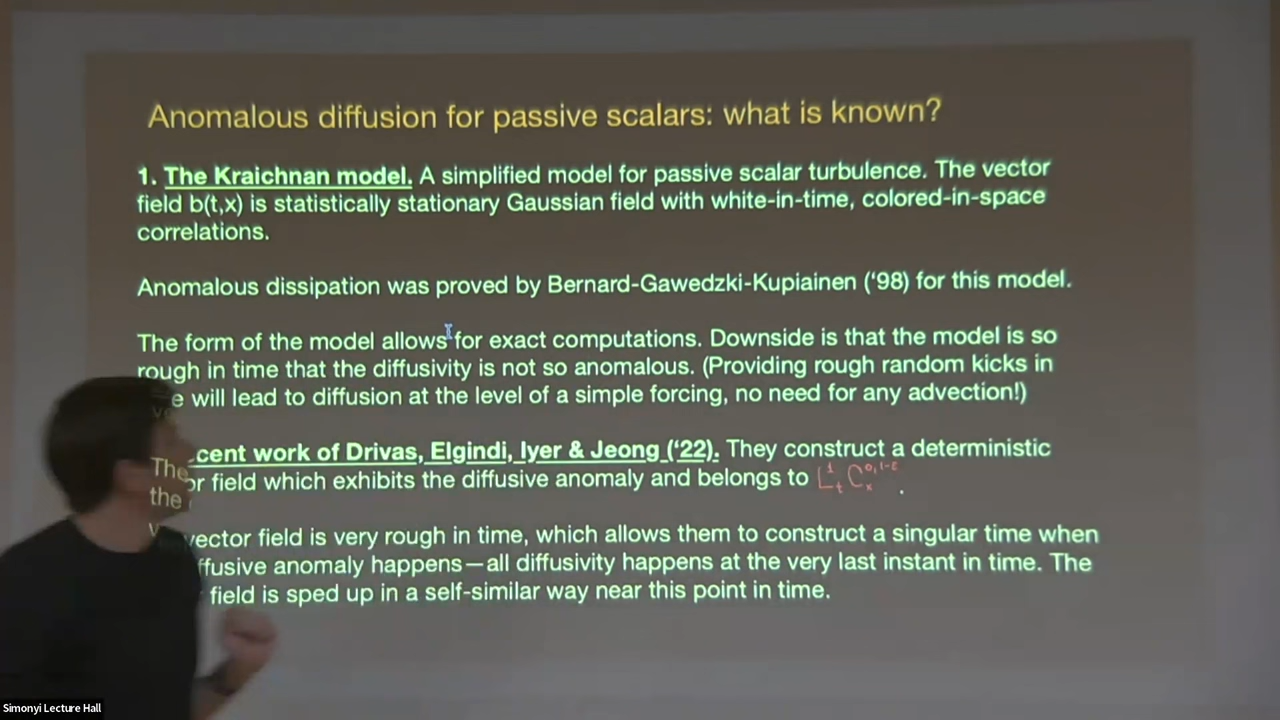 Anomalous diffusion for passive scalars: what is known?
1. The Kraichnan model. A simplified model for passive scalar turbulence. The vector
field b(t,x) is statistically stationary Gaussian field with white-in-time, colored-in-space
correlations.
Anomalous dissipation was proved by Bernard-Gawedzki-Kupiainen (‘98) for this model.
The form of the model allows for exact computations. Downside is that the model is so
rough in time that the diffusivity is not so anomalous. (Providing rough random kicks in
e will lead to diffusion at the level of a simple forcing, no need for any advection!)
cent work of Drivas, Elgindi, Iyer & Jeong (‘22). They construct a deterministic
or field which exhibits the diffusive anomaly and belongs to L^1_t C^{0,1-ε}_x .
The vector field is very rough in time, which allows them to construct a singular time when
the ffusive anomaly happens—all diffusivity happens at the very last instant in time. The
v field is sped up in a self-similar way near this point in time.
Simonyi Lecture Hall